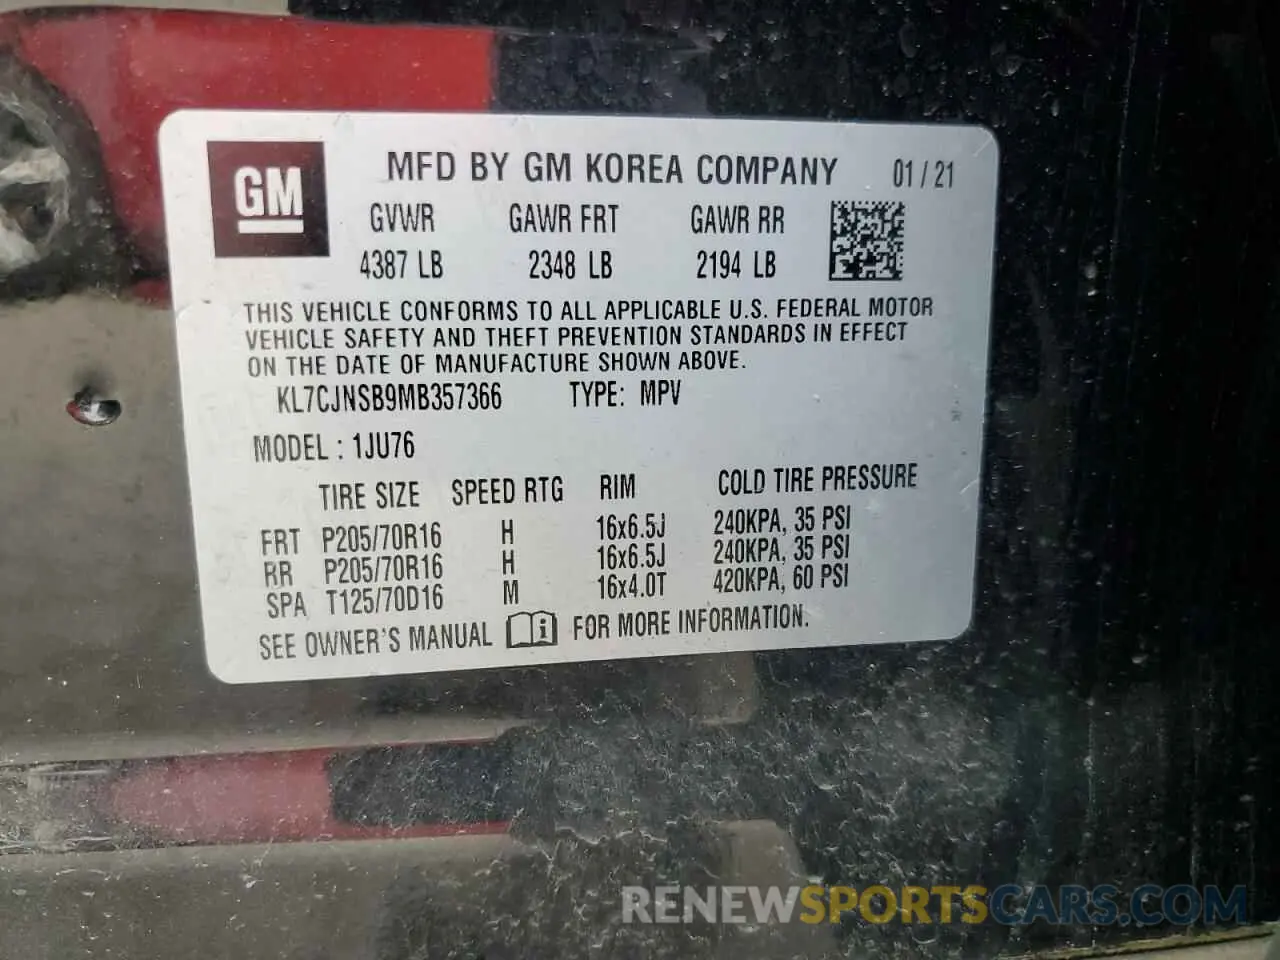 GM
MFD BY GM KOREA COMPANY 01 / 21
GVWR GAWR FRT GAWR RR
4387 LB 2348 LB 2194 LB
THIS VEHICLE CONFORMS TO ALL APPLICABLE U.S. FEDERAL MOTOR
VEHICLE SAFETY AND THEFT PREVENTION STANDARDS IN EFFECT
ON THE DATE OF MANUFACTURE SHOWN ABOVE.
KL7CJNSB9MB357366 TYPE: MPV
MODEL : 1JU76
TIRE SIZE SPEED RTG RIM COLD TIRE PRESSURE
FRT P205/70R16 H 16x6.5J 240KPA, 35 PSI
RR P205/70R16 H 16x6.5J 240KPA, 35 PSI
SPA T125/70D16 M 16x4.0T 420KPA, 60 PSI
SEE OWNER'S MANUAL i FOR MORE INFORMATION.
RENEWSPORTSCARS.COM